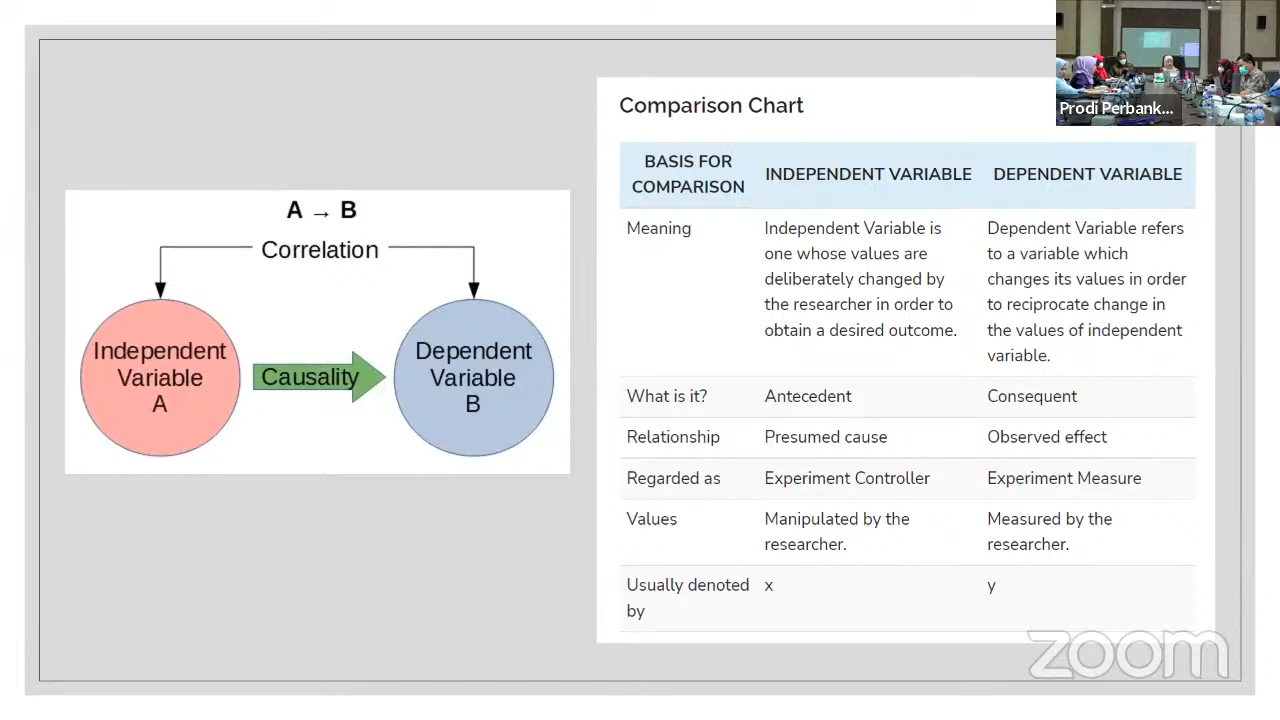 A → B
Correlation
Independent
Variable
A
Causality
Dependent
Variable
B
Comparison Chart
BASIS FOR
COMPARISON
INDEPENDENT VARIABLE
DEPENDENT VARIABLE
Meaning
Independent Variable is
one whose values are
deliberately changed by
the researcher in order to
obtain a desired outcome.
Dependent Variable refers
to a variable which
changes its values in order
to reciprocate change in
the values of independent
variable.
What is it?
Antecedent
Consequent
Relationship
Presumed cause
Observed effect
Regarded as
Experiment Controller
Experiment Measure
Values
Manipulated by the
researcher.
Measured by the
researcher.
Usually denoted
by
x
y
Prodi Perbank...
zoom